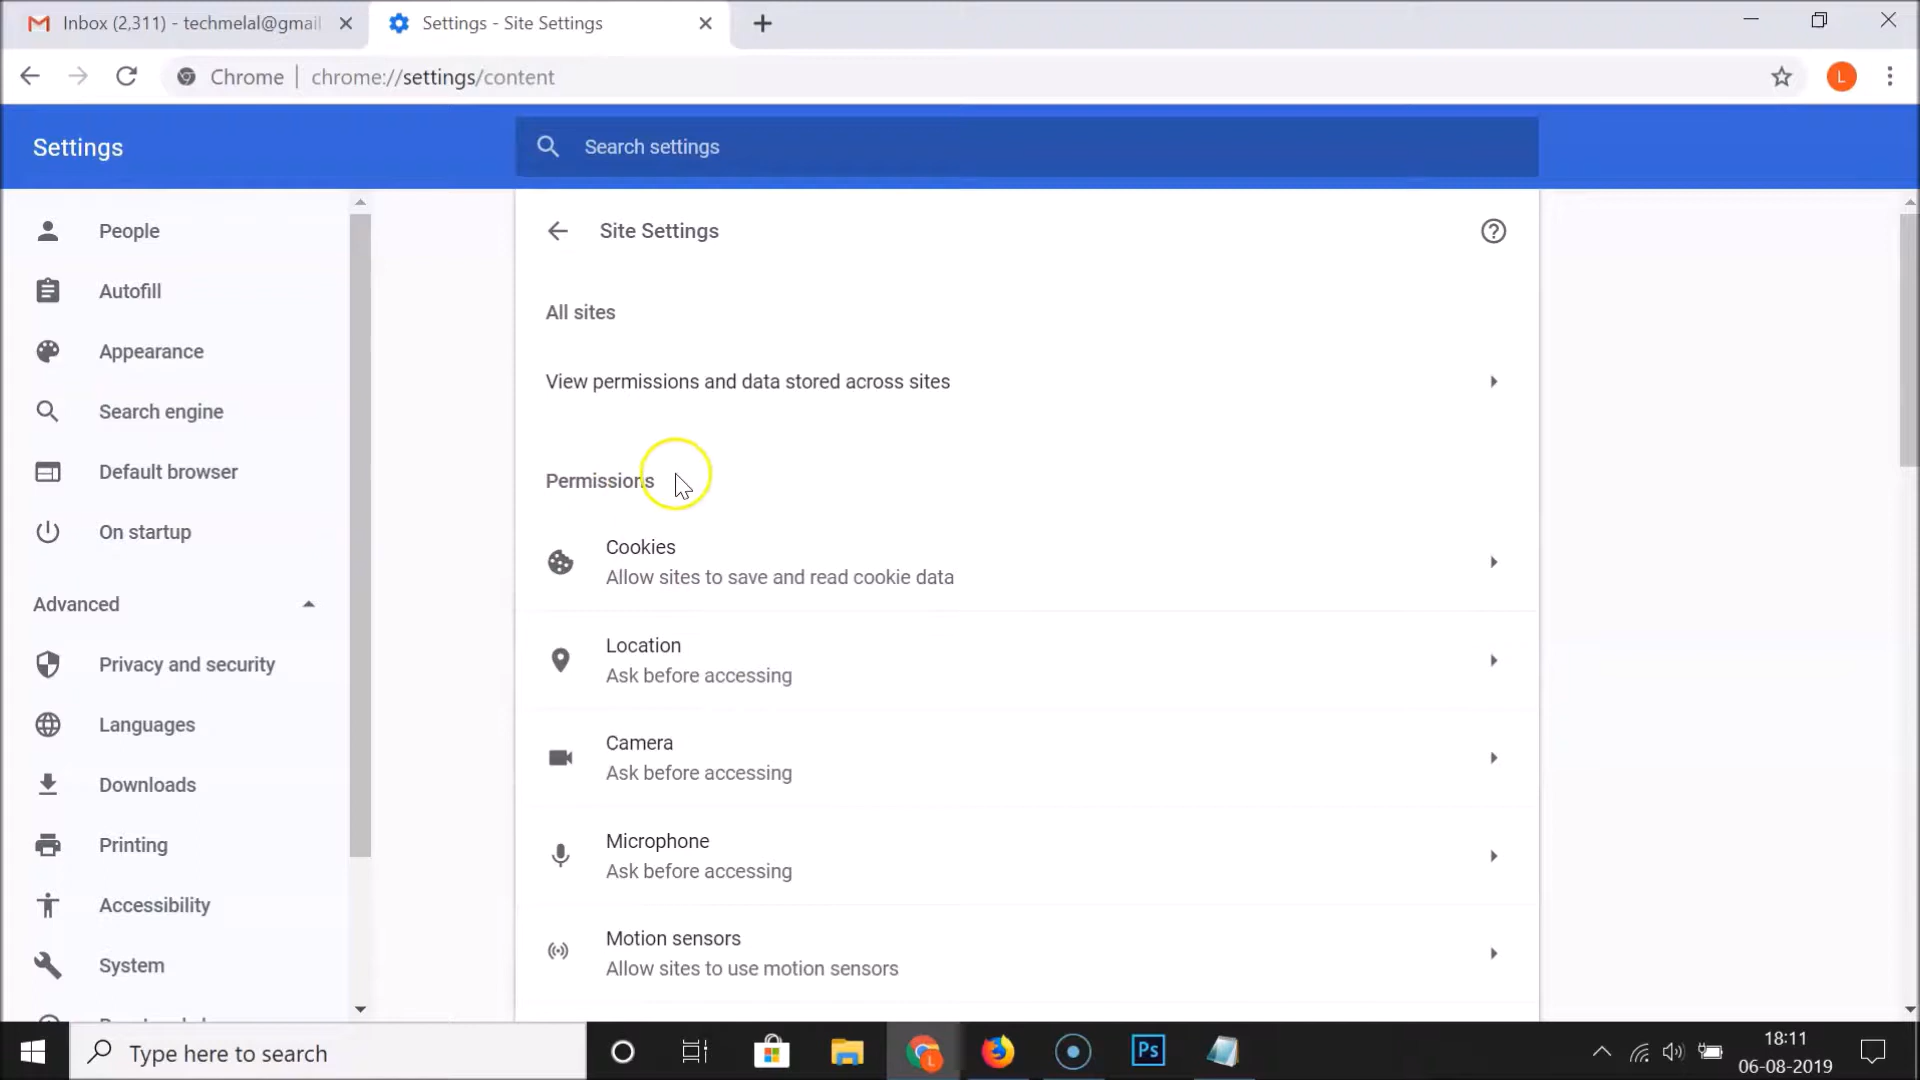 Inbox (2,311) - techmelal@gmail
Settings - Site Settings
Chrome | chrome://settings/content
L
Settings
Search settings
People
Autofill
Appearance
Search engine
Default browser
On startup
Advanced
Privacy and security
Languages
Downloads
Printing
Accessibility
System
Site Settings
All sites
View permissions and data stored across sites
Permissions
Cookies
Allow sites to save and read cookie data
Location
Ask before accessing
Camera
Ask before accessing
Microphone
Ask before accessing
Motion sensors
Allow sites to use motion sensors
Type here to search
L
Ps
18:11
06-08-2019